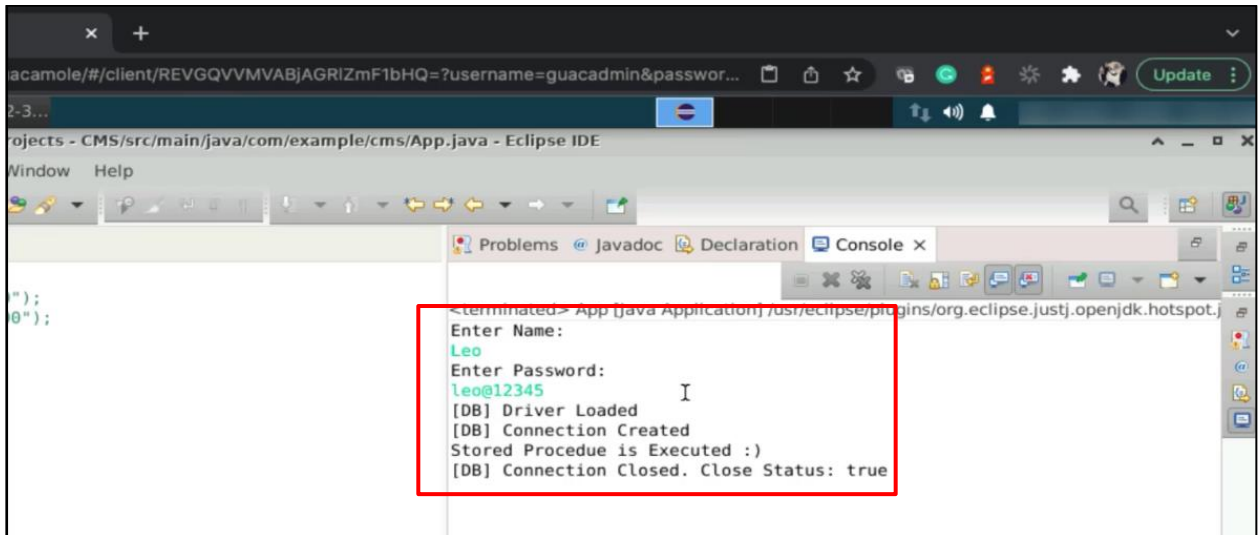 acamole/#/client/REVGQVVMVABjAGRlZmF1bHQ=?username=guacadmin&passwor...
Update
2-3...
rojects - CMS/src/main/java/com/example/cms/App.java - Eclipse IDE
Window Help
Problems Javadoc Declaration Console
");
0");
<terminated> App [Java Application] /usr/eclipse/plugins/org.eclipse.justj.openjdk.hotspot.j
Enter Name:
Leo
Enter Password:
leo@12345
[DB] Driver Loaded
[DB] Connection Created
Stored Procedue is Executed :)
[DB] Connection Closed. Close Status: true